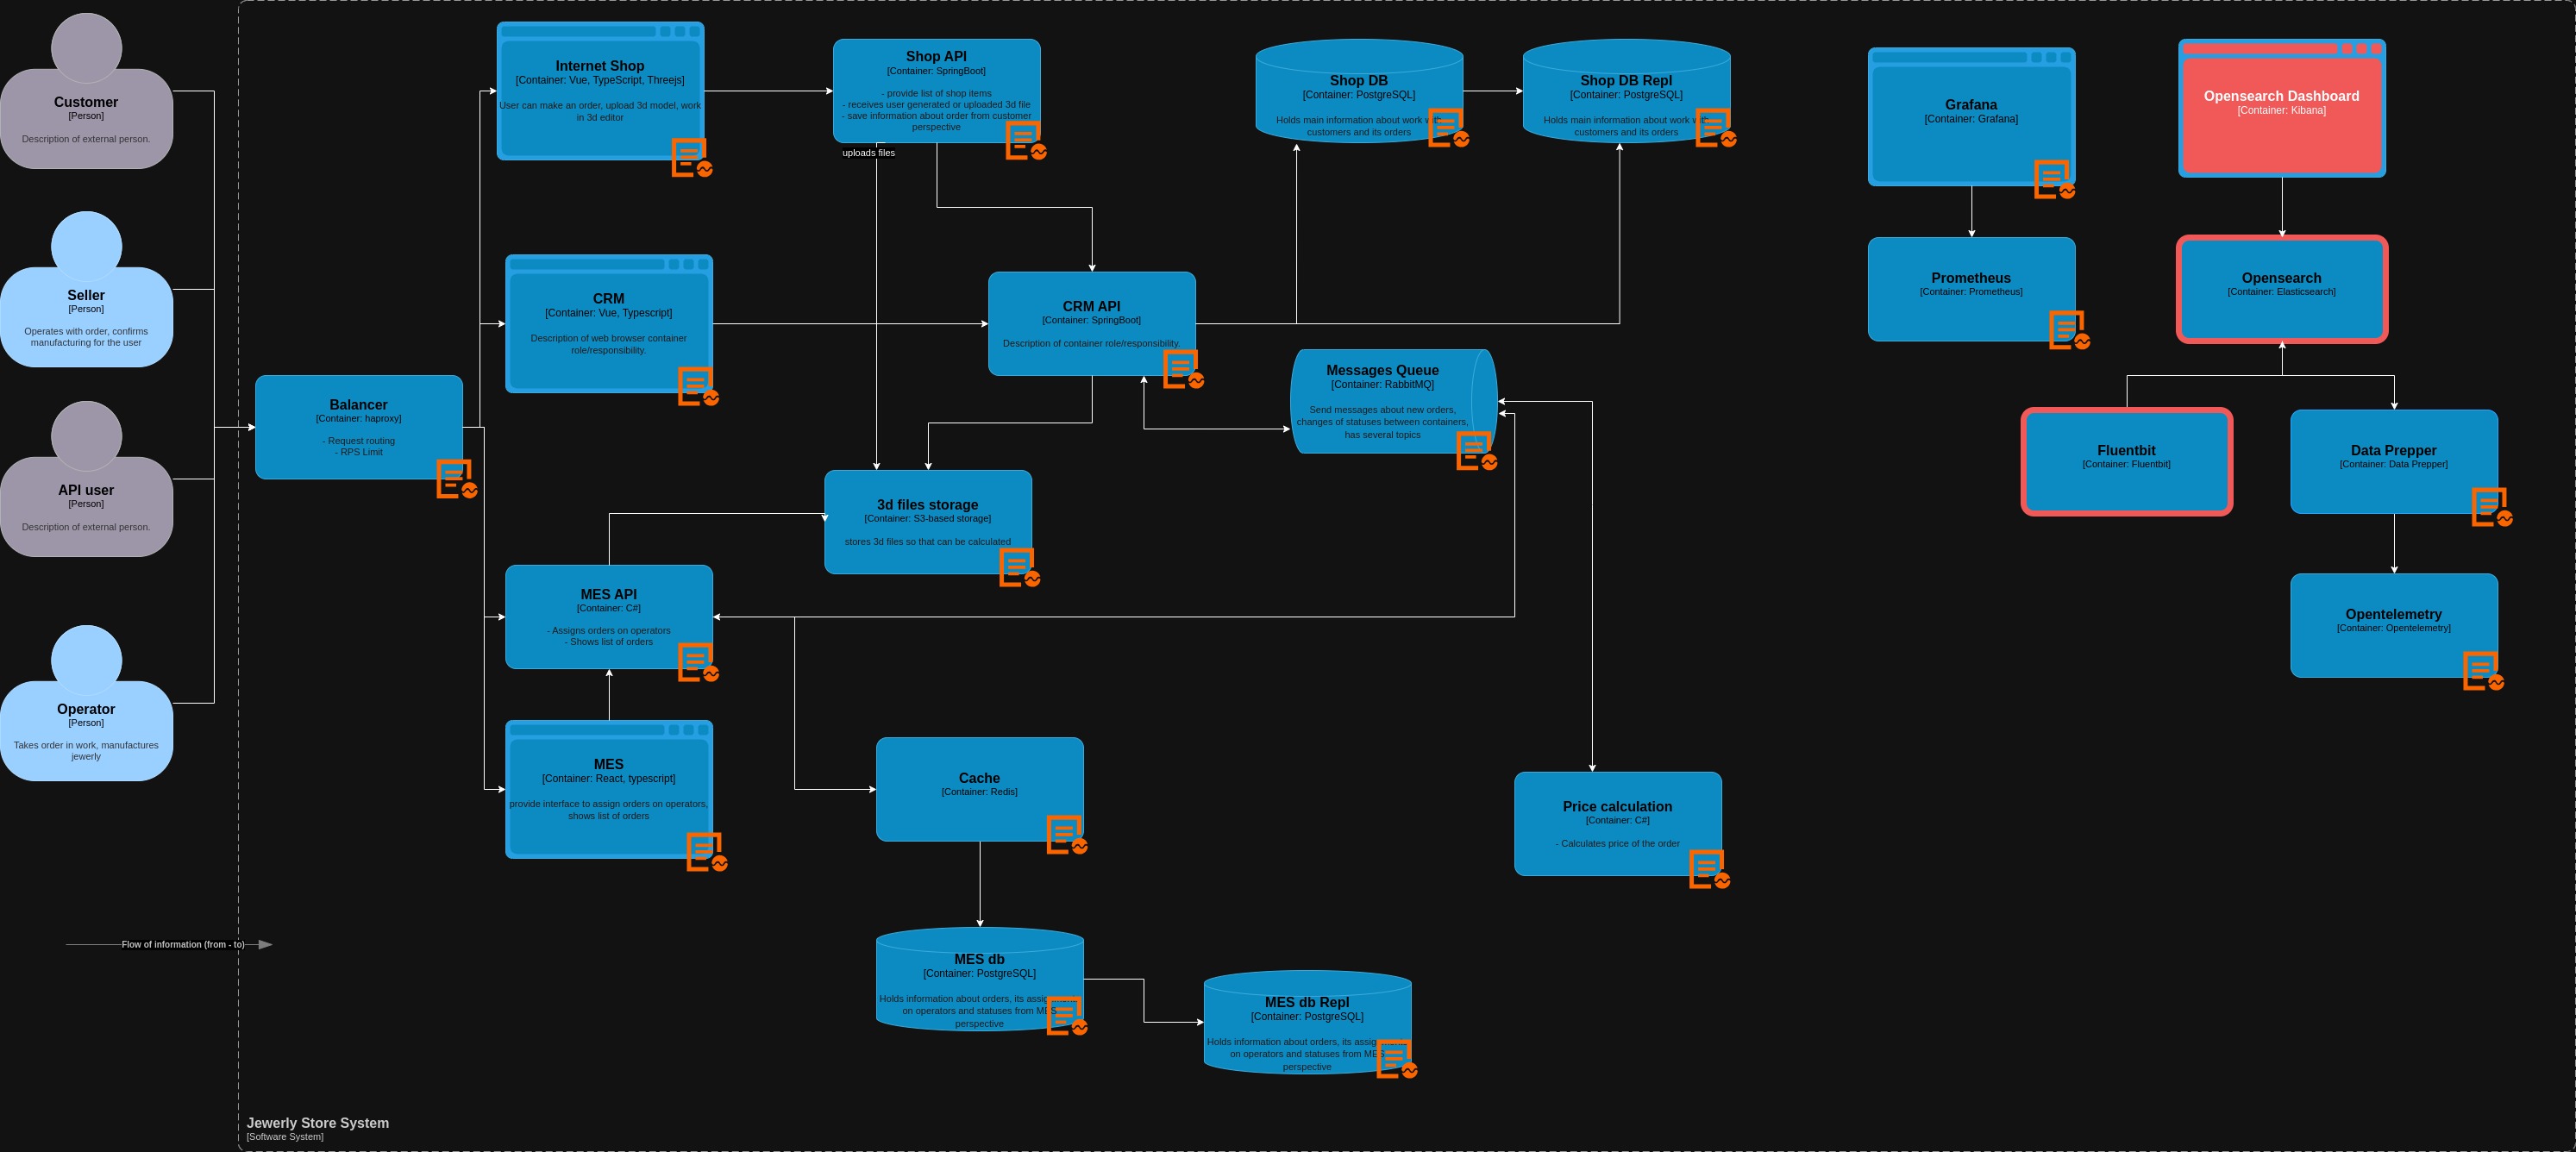 Customer
[Person]
Description of external person.
Seller
[Person]
Operates with order, confirms
manufacturing for the user
API user
[Person]
Description of external person.
Operator
[Person]
Takes order in work, manufactures
jewerly
Flow of information (from - to)
Balancer
[Container: haproxy]
- Request routing
- RPS Limit
Internet Shop
[Container: Vue, TypeScript, Threejs]
User can make an order, upload 3d model, work
in 3d editor
Shop API
[Container: SpringBoot]
- provide list of shop items
- receives user generated or uploaded 3d file
- save information about order from customer
perspective
uploads files
Shop DB
[Container: PostgreSQL]
Holds main information about work with
customers and its orders
Shop DB Repl
[Container: PostgreSQL]
Holds main information about work with
customers and its orders
CRM
[Container: Vue, Typescript]
Description of web browser container
role/responsibility.
CRM API
[Container: SpringBoot]
Description of container role/responsibility.
Messages Queue
[Container: RabbitMQ]
Send messages about new orders,
changes of statuses between containers,
has several topics
3d files storage
[Container: S3-based storage]
stores 3d files so that can be calculated
MES API
[Container: C#]
- Assigns orders on operators
- Shows list of orders
MES
[Container: React, typescript]
provide interface to assign orders on operators,
shows list of orders
Cache
[Container: Redis]
Price calculation
[Container: C#]
- Calculates price of the order
MES db
[Container: PostgreSQL]
Holds information about orders, its
on operators and statuses from MES
perspective
MES db Repl
[Container: PostgreSQL]
Holds information about orders, its
on operators and statuses from MES
perspective
Grafana
[Container: Grafana]
Prometheus
[Container: Prometheus]
Opensearch Dashboard
[Container: Kibana]
Opensearch
[Container: Elasticsearch]
Fluentbit
[Container: Fluentbit]
Data Prepper
[Container: Data Prepper]
Opentelemetry
[Container: Opentelemetry]
Jewerly Store System
[Software System]